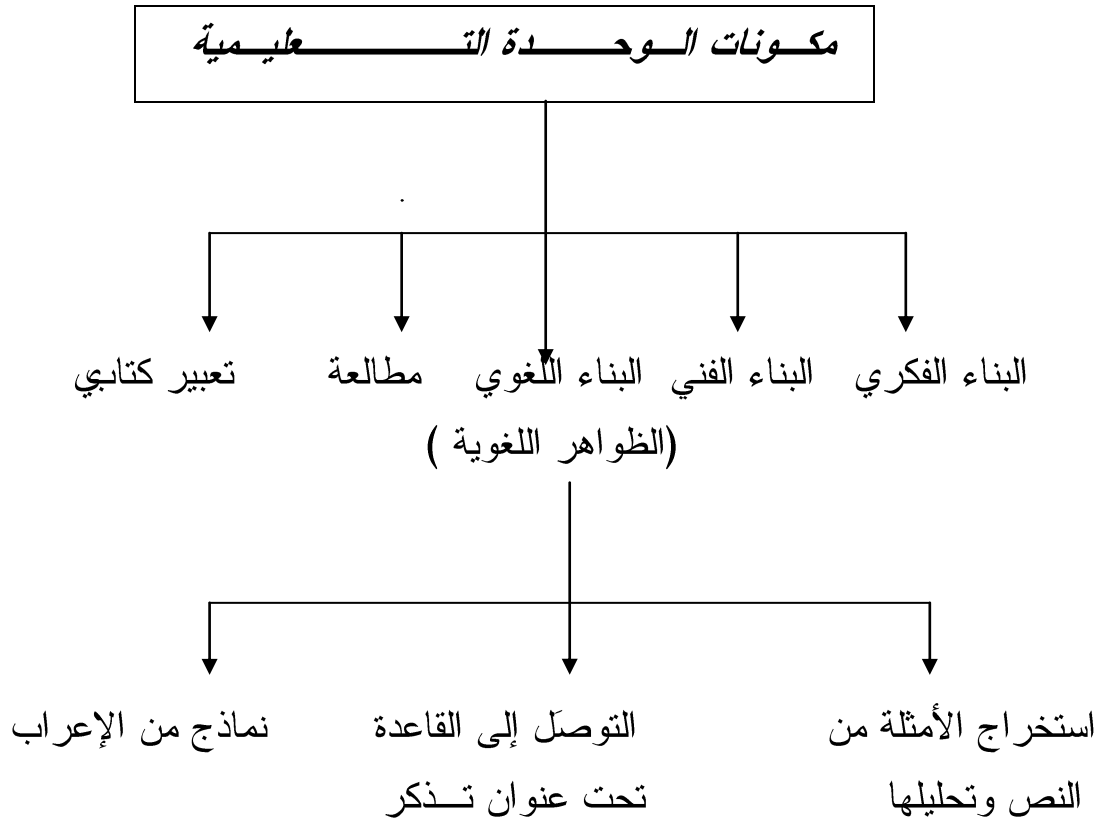 مكونات الوحدة التعليمية
البناء الفكري
البناء الفني
البناء اللغوي
(الظواهر اللغوية )
مطالعة
تعبير كتابي
استخراج الأمثلة من
النص وتحليلها
التوصل إلى القاعدة
تحت عنوان تـــذكر
نماذج من الإعراب